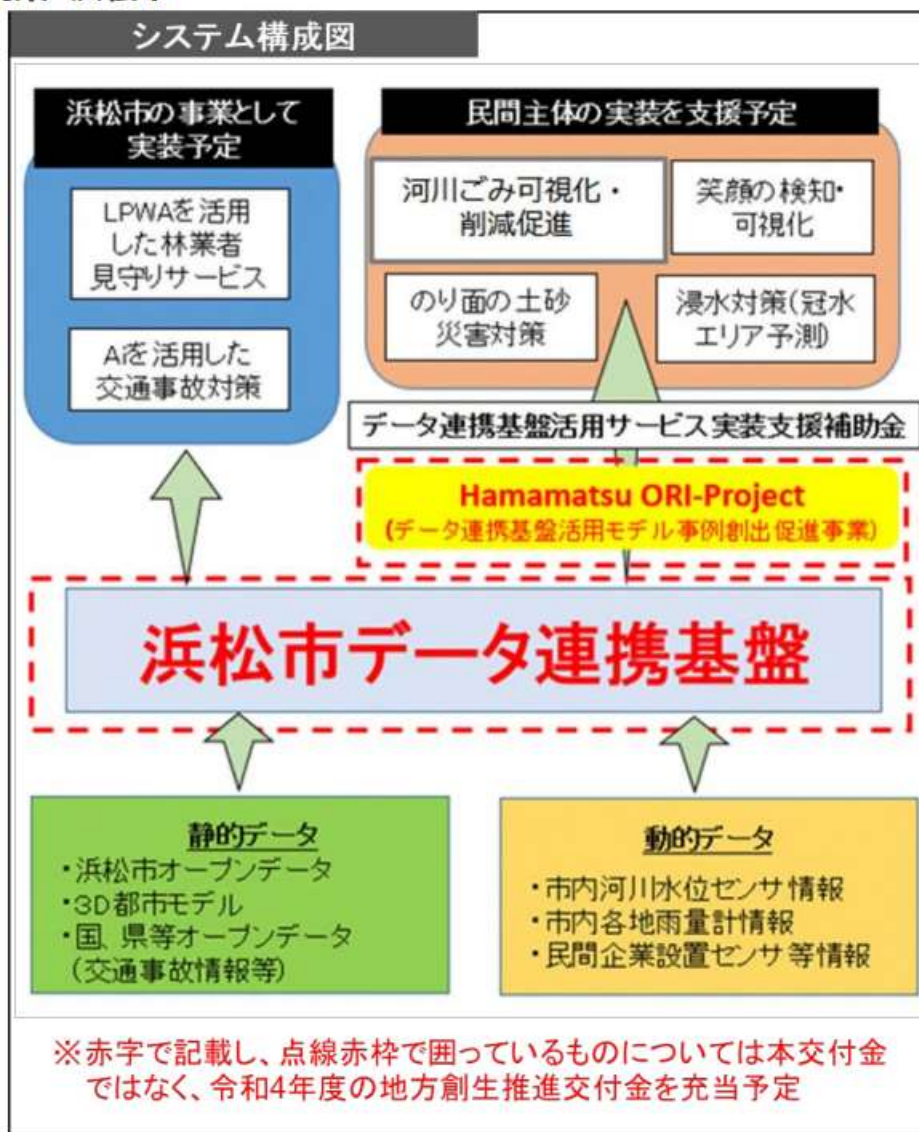 システム構成図
浜松市の事業として
実装予定
LPWAを活用
した林業者
見守りサービス
AIを活用した
交通事故対策
民間主体の実装を支援予定
河川ごみ可視化・
削減促進
笑顔の検知・
可視化
のり面の土砂
災害対策
浸水対策(冠水
エリア予測)
データ連携基盤活用サービス実装支援補助金
Hamamatsu ORI-Project
(データ連携基盤活用モデル事例創出促進事業)
浜松市データ連携基盤
静的データ
・浜松市オープンデータ
・3D都市モデル
・国、県等オープンデータ
(交通事故情報等)
動的データ
・市内河川水位センサ情報
・市内各地雨量計情報
・民間企業設置センサ等情報
※赤字で記載し、点線赤枠で囲っているものについては本交付金
ではなく、令和4年度の地方創生推進交付金を充当予定